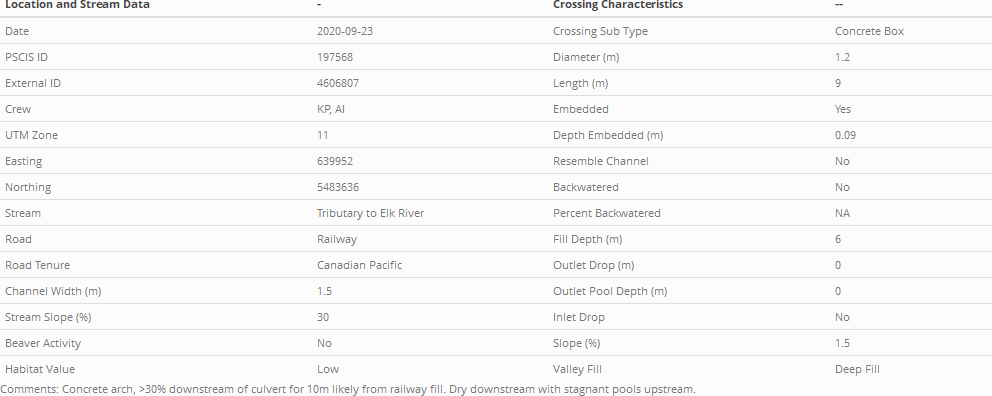 Location and Stream Data - Crossing Characteristics --
Date 2020-09-23 Crossing Sub Type Concrete Box
PSCIS ID 197568 Diameter (m) 1.2
External ID 4606807 Length (m) 9
Crew KP, AI Embedded Yes
UTM Zone 11 Depth Embedded (m) 0.09
Easting 639952 Resemble Channel No
Northing 5483636 Backwatered No
Stream Tributary to Elk River Percent Backwatered NA
Road Railway Fill Depth (m) 6
Road Tenure Canadian Pacific Outlet Drop (m) 0
Channel Width (m) 1.5 Outlet Pool Depth (m) 0
Stream Slope (%) 30 Inlet Drop No
Beaver Activity No Slope (%) 1.5
Habitat Value Low Valley Fill Deep Fill
Comments: Concrete arch, >30% downstream of culvert for 10m likely from railway fill. Dry downstream with stagnant pools upstream.